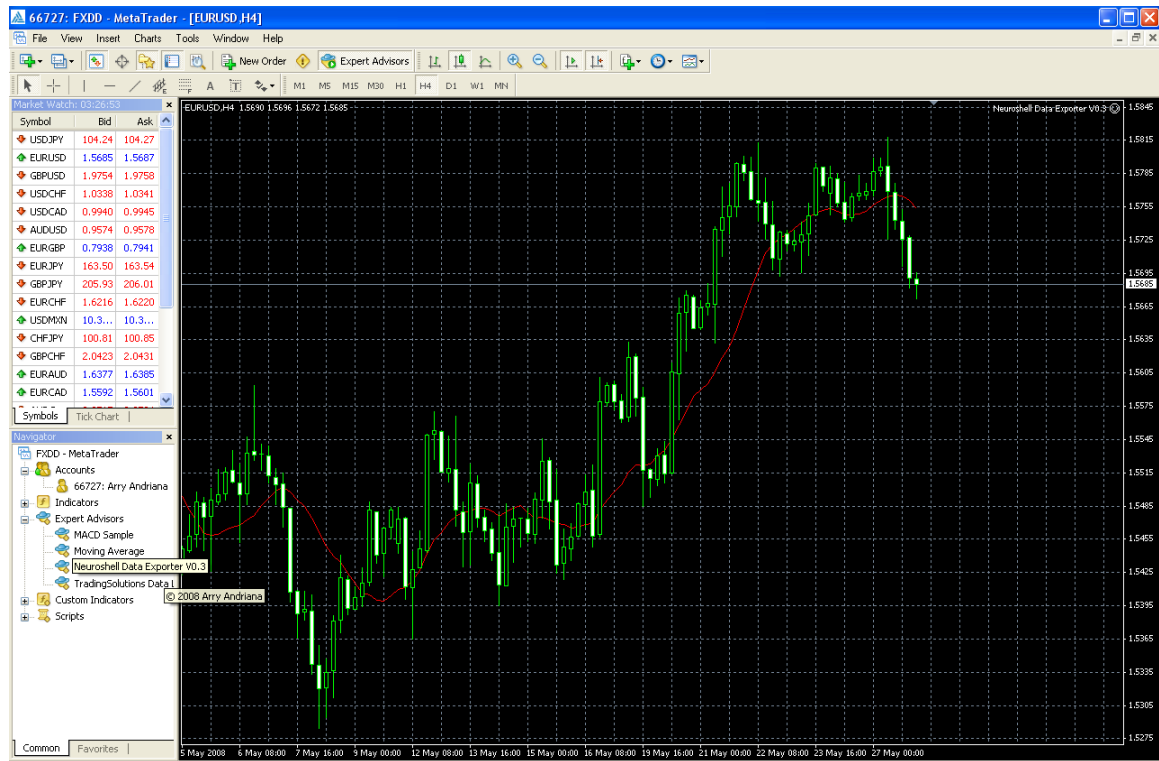 66727: FXDD - MetaTrader - [EURUSD,H4]
File View Insert Charts Tools Window Help
New Order Expert Advisors
A T M1 M5 M15 M30 H1 H4 D1 W1 MN
Market Watch: 03:26:53
Symbol Bid Ask
USDJPY 104.24 104.27
EURUSD 1.5685 1.5687
GBPUSD 1.9754 1.9758
USDCHF 1.0338 1.0341
USDCAD 0.9940 0.9945
AUDUSD 0.9574 0.9578
EURGBP 0.7938 0.7941
EURJPY 163.50 163.54
GBPJPY 205.93 206.01
EURCHF 1.6216 1.6220
USDMXN 10.3... 10.3...
CHFJPY 100.81 100.85
GBPCHF 2.0423 2.0431
EURAUD 1.6377 1.6385
EURCAD 1.5592 1.5601
Symbols Tick Chart
Navigator
FXDD - MetaTrader
Accounts
66727: Arry Andriana
Indicators
Expert Advisors
MACD Sample
Moving Average
Neuroshell Data Exporter V0.3
TradingSolutions Data
© 2008 Arry Andriana
Custom Indicators
Scripts
Common Favorites
EURUSD,H4 1.5690 1.5696 1.5672 1.5685
Neuroshell Data Exporter V0.3
1.5845
1.5815
1.5785
1.5755
1.5725
1.5695
1.5685
1.5665
1.5635
1.5605
1.5575
1.5545
1.5515
1.5485
1.5455
1.5425
1.5395
1.5365
1.5335
1.5305
1.5275
5 May 2008 6 May 08:00 7 May 16:00 9 May 00:00 12 May 08:00 13 May 16:00 15 May 00:00 16 May 08:00 19 May 16:00 21 May 00:00 22 May 08:00 23 May 16:00 27 May 00:00